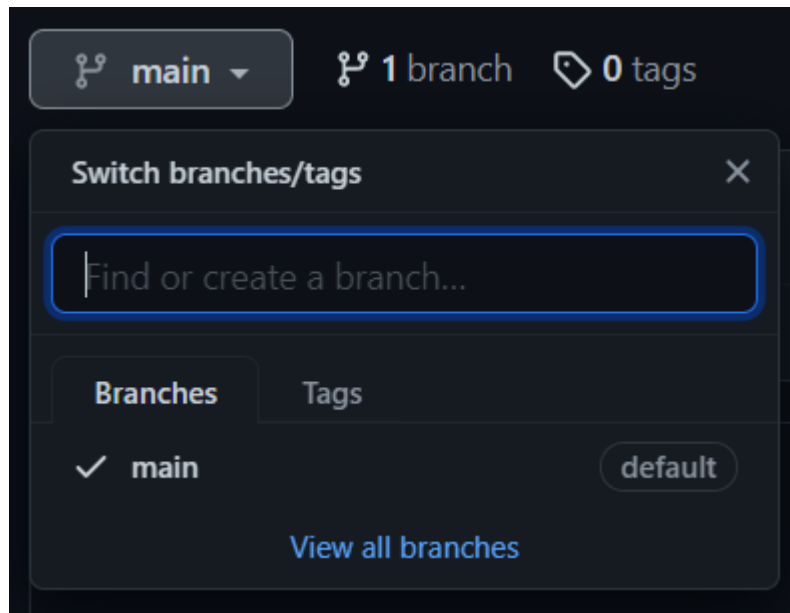 main 1 branch 0 tags
Switch branches/tags
Find or create a branch...
Branches Tags
main default
View all branches